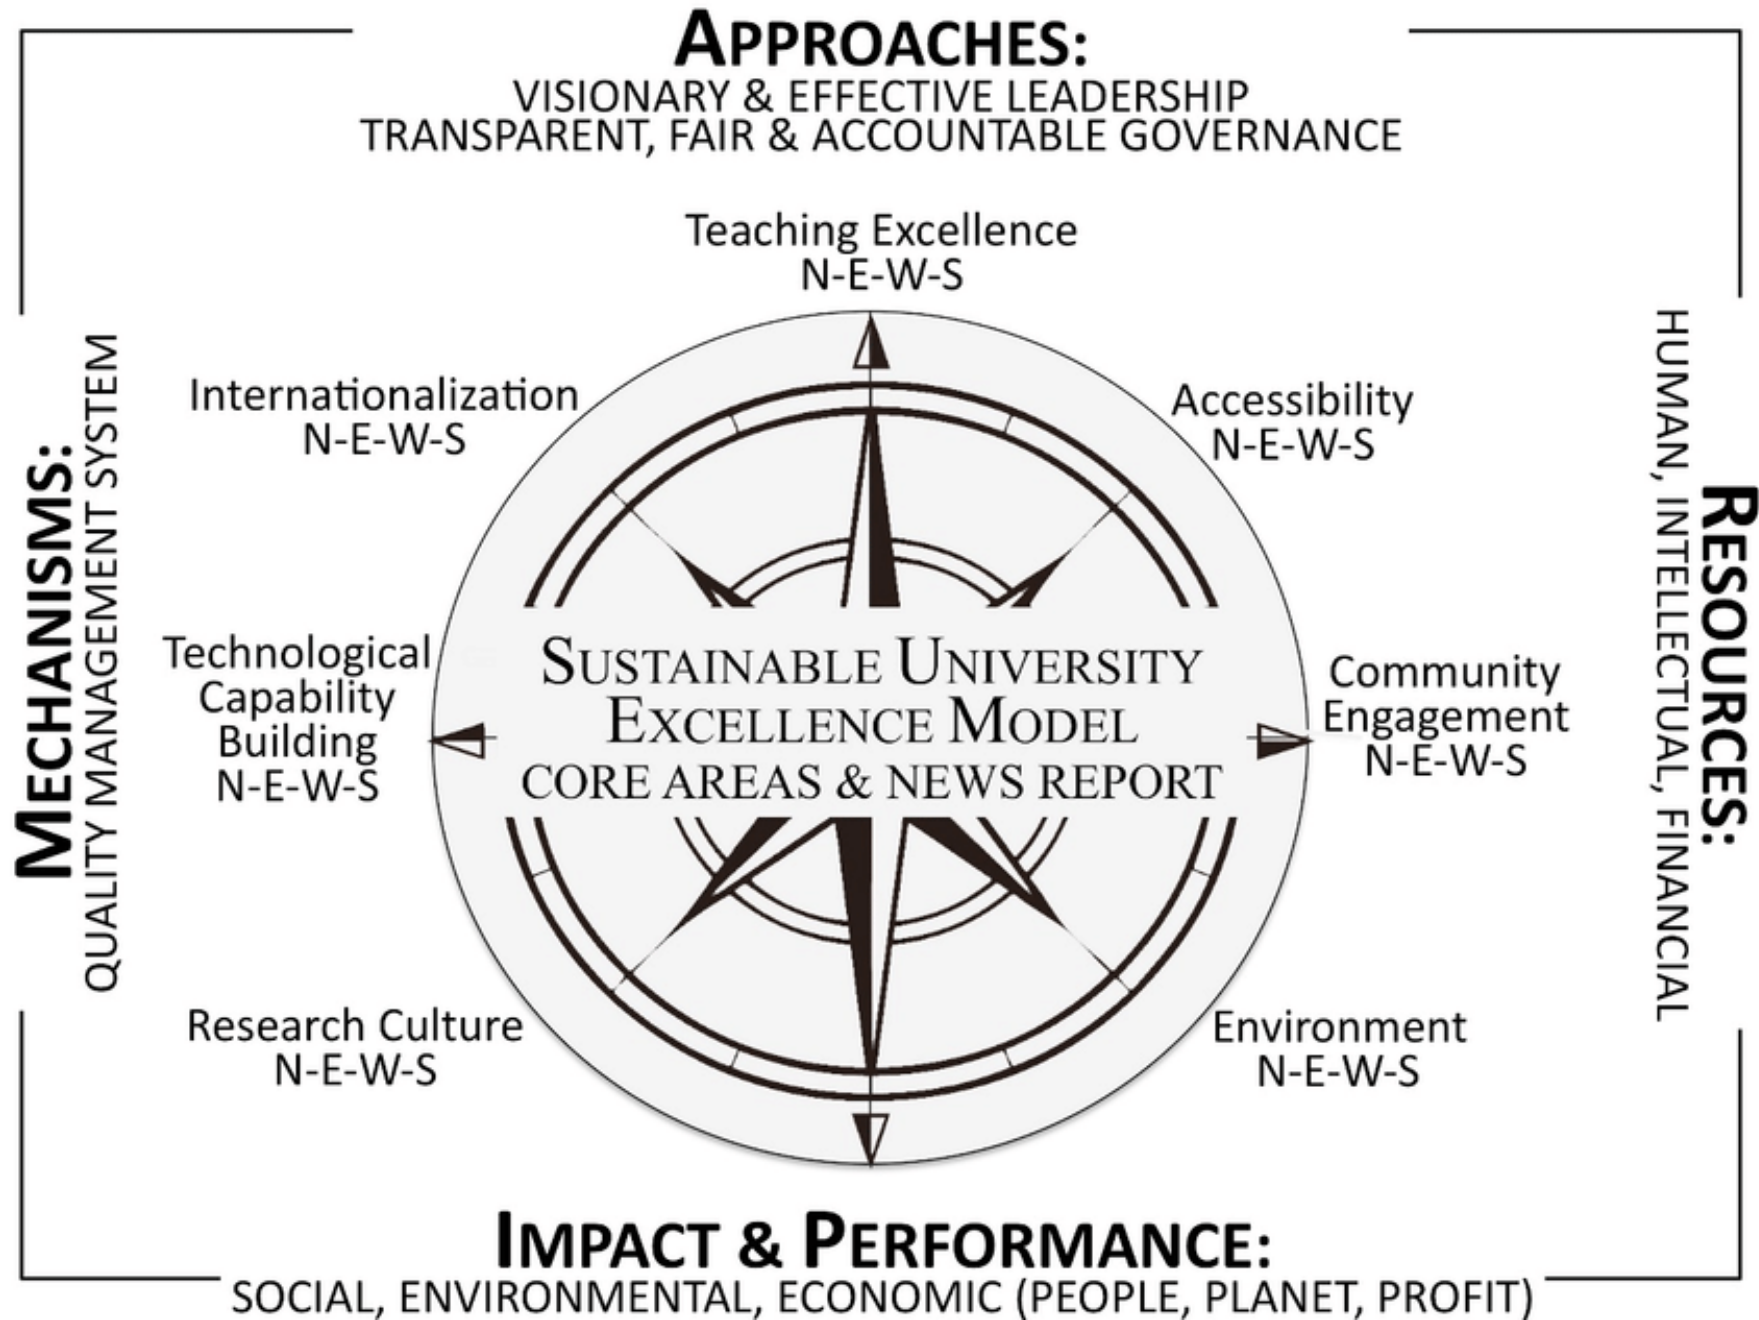 APPROACHES:
VISIONARY & EFFECTIVE LEADERSHIP
TRANSPARENT, FAIR & ACCOUNTABLE GOVERNANCE
Teaching Excellence
N-E-W-S
Internationalization
N-E-W-S
Accessibility
N-E-W-S
MECHANISMS:
QUALITY MANAGEMENT SYSTEM
Technological
Capability
Building
N-E-W-S
SUSTAINABLE UNIVERSITY
EXCELLENCE MODEL
CORE AREAS & NEWS REPORT
Community
Engagement
N-E-W-S
RESOURCES:
HUMAN, INTELLECTUAL, FINANCIAL
Research Culture
N-E-W-S
Environment
N-E-W-S
IMPACT & PERFORMANCE:
SOCIAL, ENVIRONMENTAL, ECONOMIC (PEOPLE, PLANET, PROFIT)